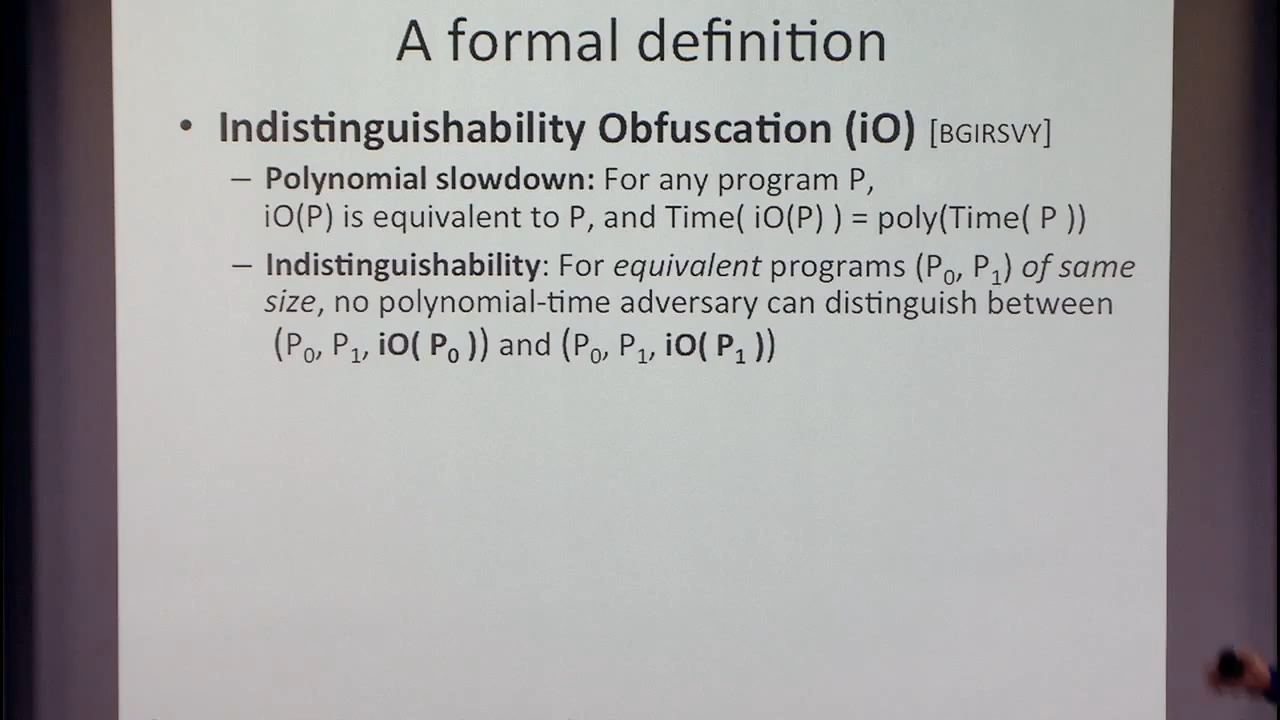 A formal definition
• Indistinguishability Obfuscation (iO) [BGIRSVY]
– Polynomial slowdown: For any program P,
iO(P) is equivalent to P, and Time( iO(P) ) = poly(Time( P ))
– Indistinguishability: For equivalent programs (P₀, P₁) of same
size, no polynomial-time adversary can distinguish between
(P₀, P₁, iO( P₀ )) and (P₀, P₁, iO( P₁ ))